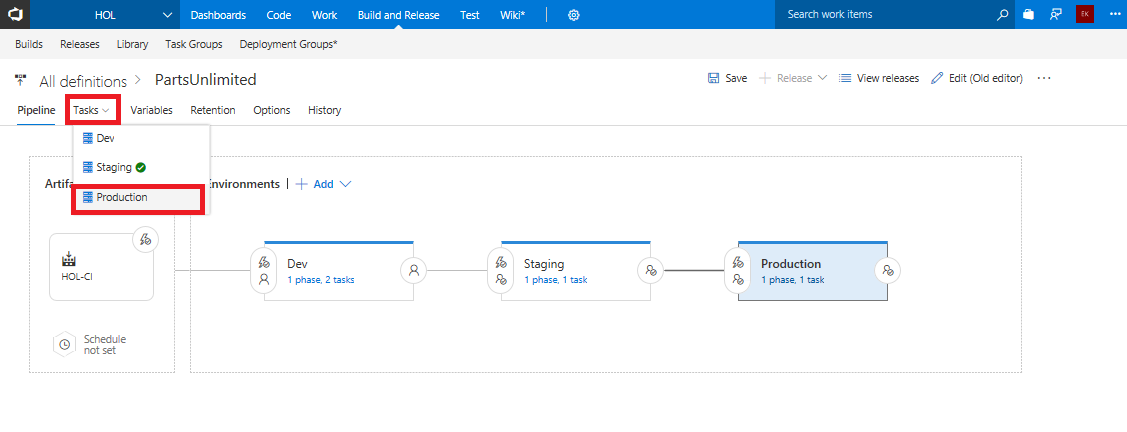 HOL Dashboards Code Work Build and Release Test Wiki* Search work items EK
Builds Releases Library Task Groups Deployment Groups*
All definitions > PartsUnlimited Save Release View releases Edit (Old editor)
Pipeline Tasks Variables Retention Options History
Dev
Staging
Production
Artifa
nvironments | + Add
HOL-CI
Dev
1 phase, 2 tasks
Staging
1 phase, 1 task
Production
1 phase, 1 task
Schedule
not set